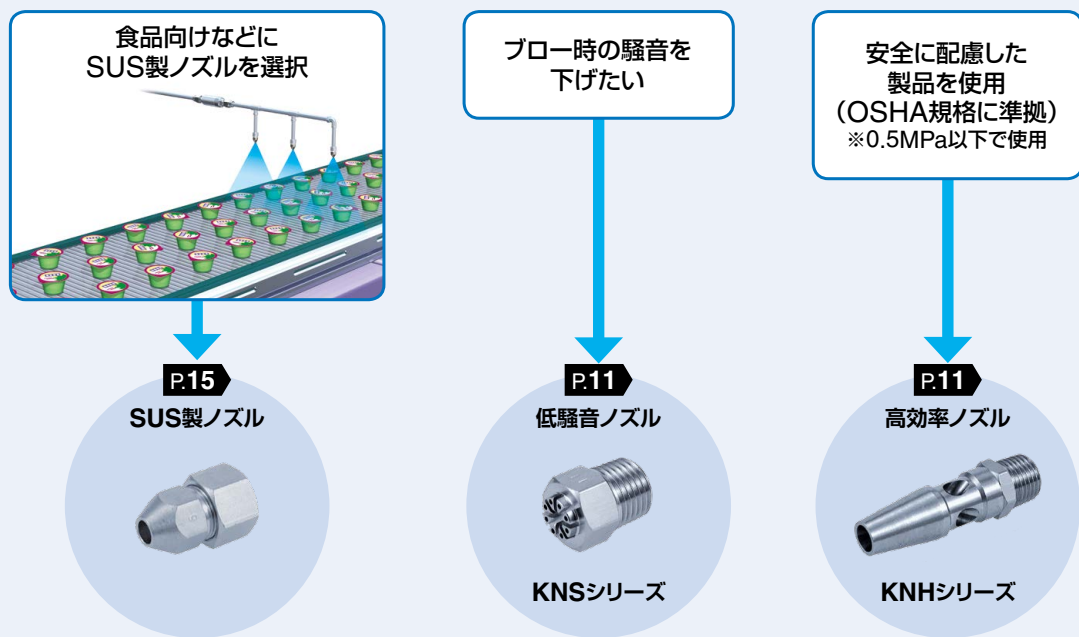 食品向けなどに
SUS製ノズルを選択
ブロー時の騒音を
下げたい
安全に配慮した
製品を使用
（OSHA規格に準拠）
※0.5MPa以下で使用
P.15
SUS製ノズル
P.11
低騒音ノズル
KNSシリーズ
P.11
高効率ノズル
KNHシリーズ